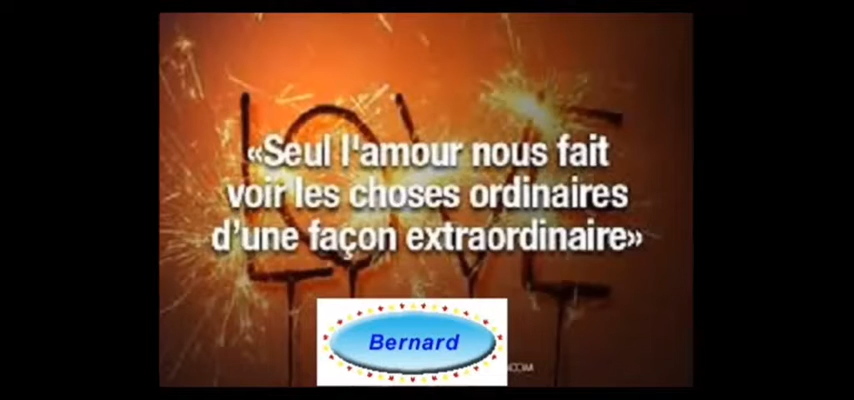 «Seul l'amour nous fait
voir les choses ordinaires
d'une façon extraordinaire»
LOVE
Bernard